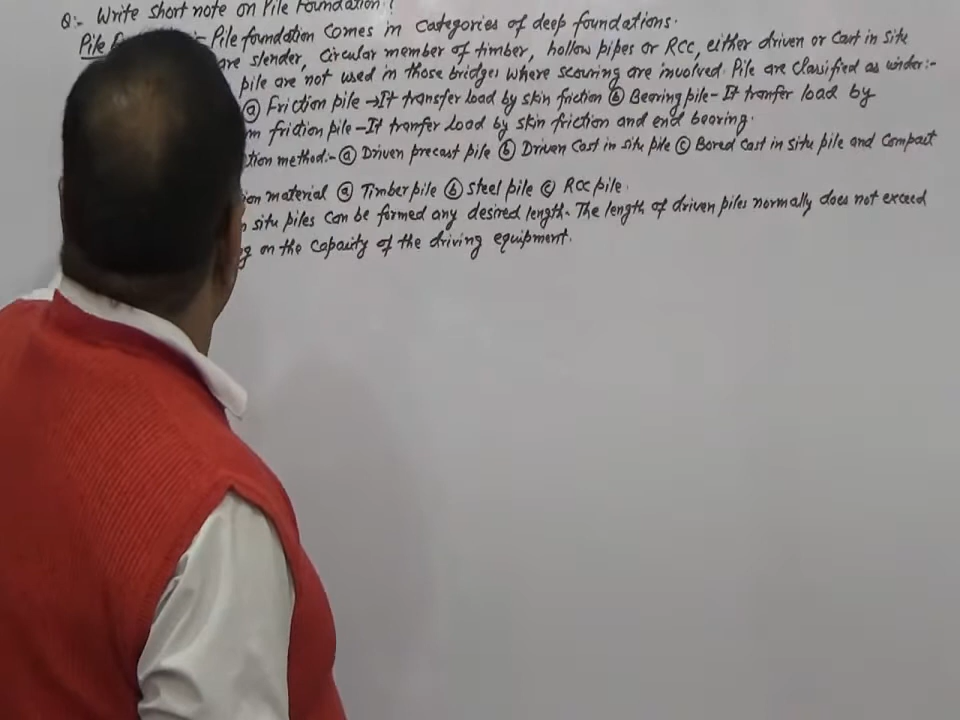 Q:- Write short note on Pile Foundation!
Pile :- Pile foundation comes in categories of deep foundations.
are slender, circular member of timber, hollow pipes or RCC, either driven or cast in site
pile are not used in those bridges where scouring are involved. Pile are classified as under:-
ⓐ Friction pile → It transfer load by skin friction ⓑ Bearing pile - It tranfer load by
friction pile - It tranfer load by skin friction and end bearing.
tion method:- ⓐ Driven precast pile ⓑ Driven cast in situ pile ⓒ Bored cast in situ pile and compact
ion material ⓐ Timber pile ⓑ steel pile ⓒ RCC pile.
situ piles can be formed any desired length. The length of driven piles normally does not exceed
on the capacity of the driving equipment.